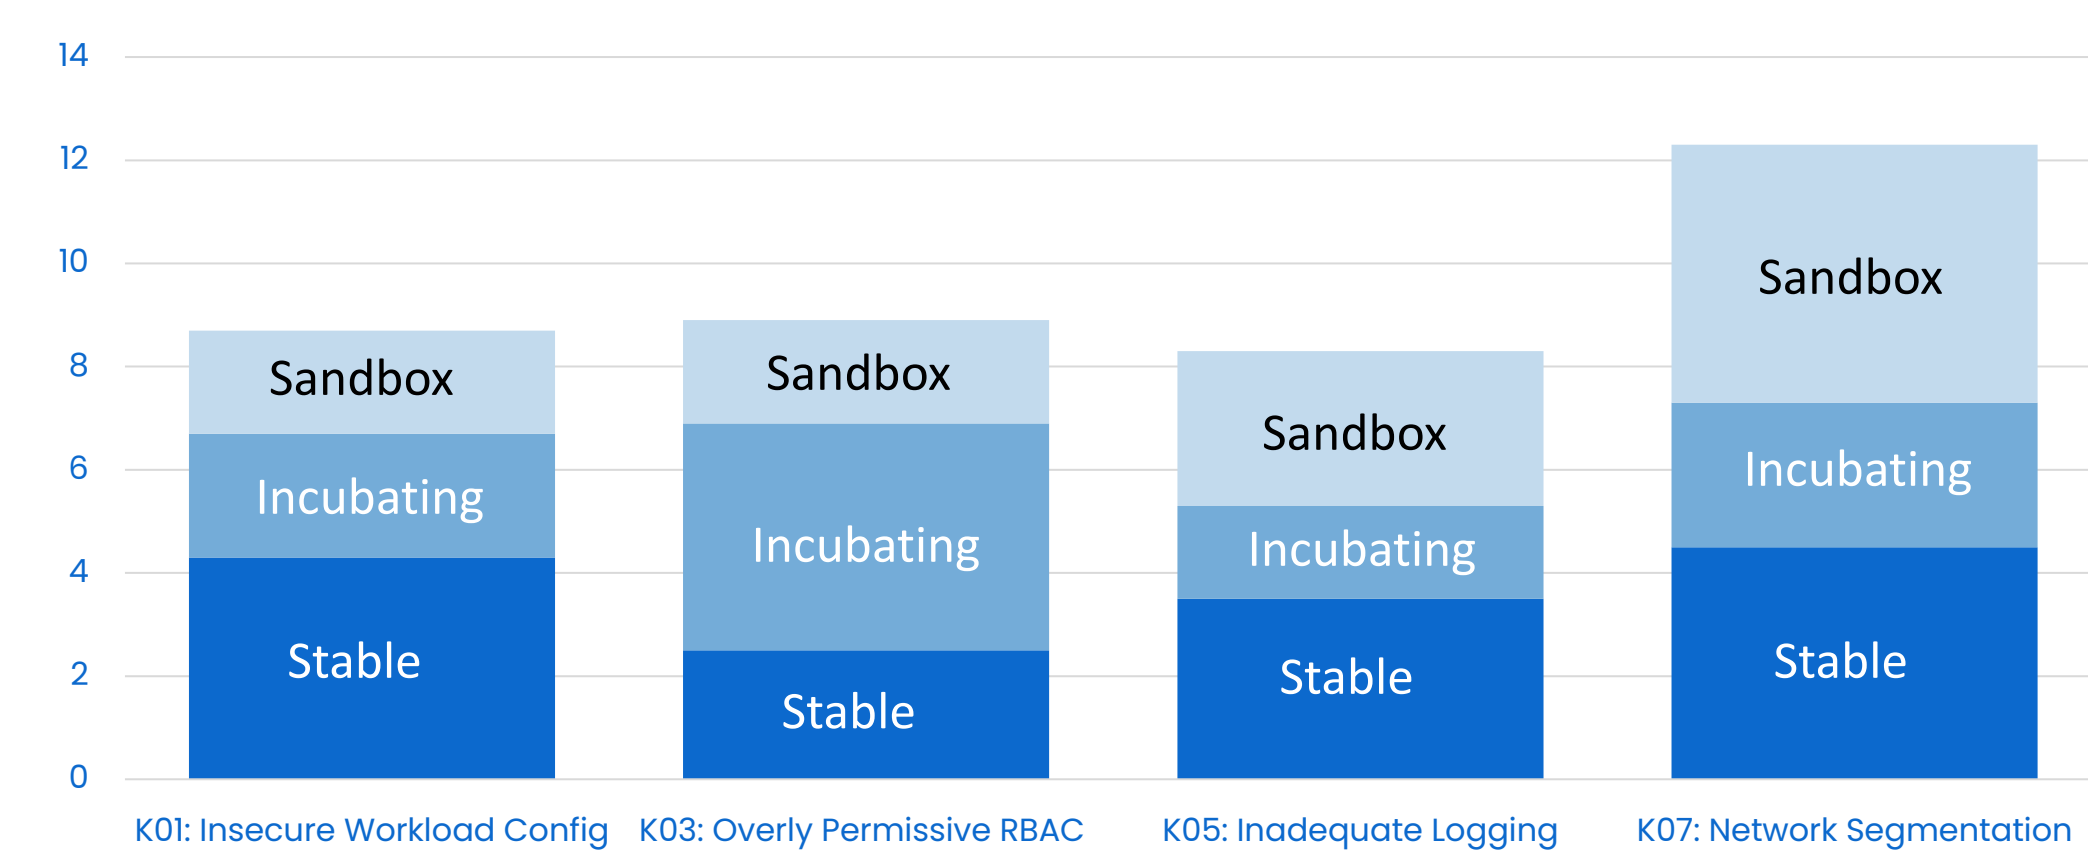 14
12
10
8
6
4
2
0
Sandbox
Incubating
Stable
Sandbox
Incubating
Stable
Sandbox
Incubating
Stable
Sandbox
Incubating
Stable
K01: Insecure Workload Config
K03: Overly Permissive RBAC
K05: Inadequate Logging
K07: Network Segmentation